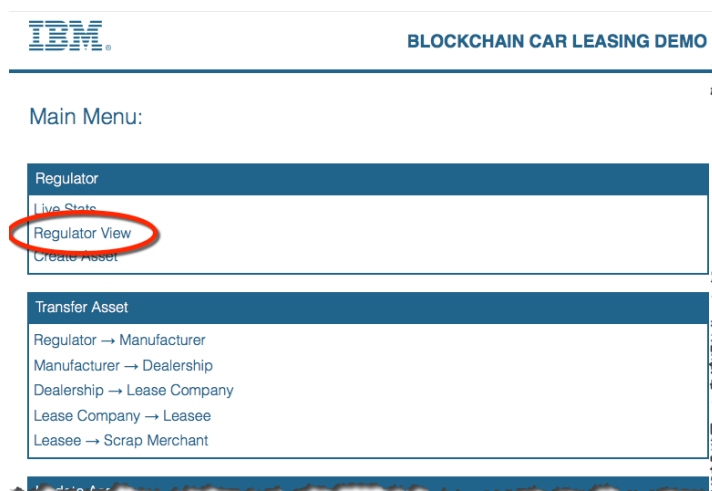 IBM®
BLOCKCHAIN CAR LEASING DEMO
Main Menu:
Regulator
Live Stats
Regulator View
Create Asset
Transfer Asset
Regulator → Manufacturer
Manufacturer → Dealership
Dealership → Lease Company
Lease Company → Leasee
Leasee → Scrap Merchant